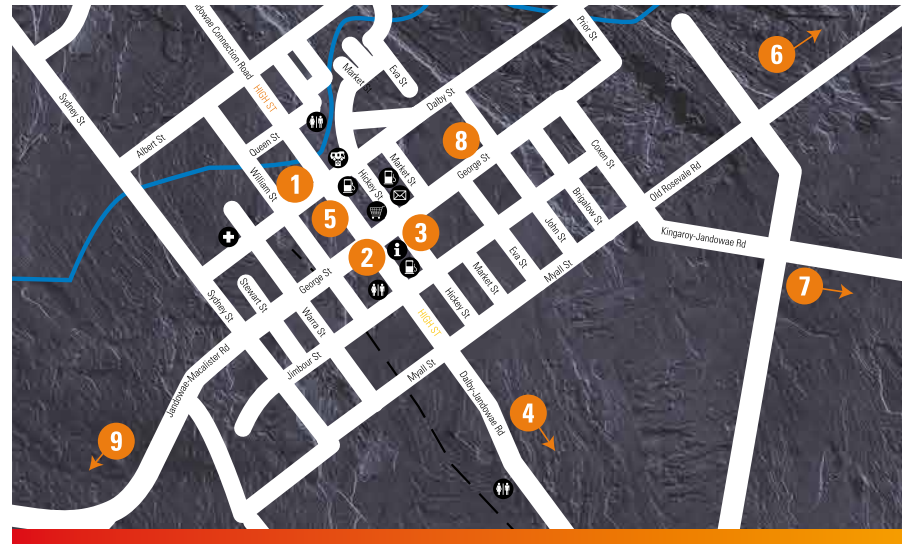 Jandowae Connection Road
Prior St
6
Sydney St
HIGH ST
Market St
Eva St
Dalby St
Albert St
Queen St
8
Coxen St
William St
1
Hickey St
Market St
George St
Old Rosevale Rd
5
3
Brigalow St
i
2
John St
Kingaroy-Jandowae Rd
George St
Eva St
Market St
Myall St
7
Sydney St
Stewart St
Warra St
Hickey St
HIGH ST
Jandowae-Macalister Rd
Jimbour St
Myall St
Dalby-Jandowae Rd
4
9